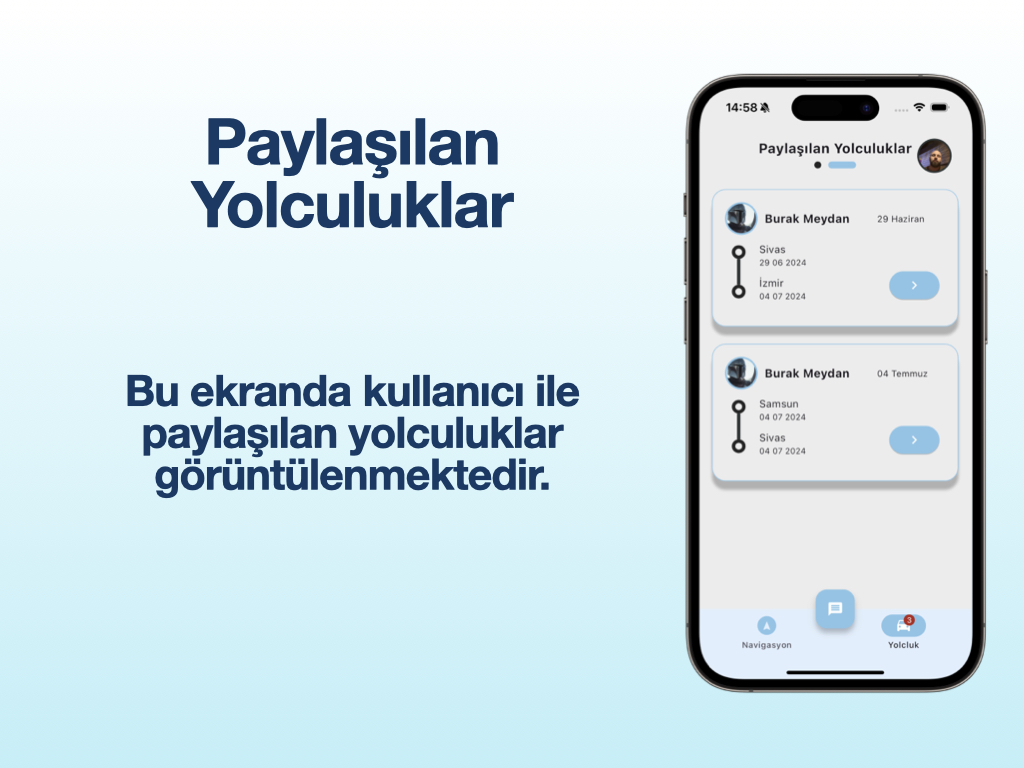 Paylaşılan
Yolculuklar
Bu ekranda kullanıcı ile
paylaşılan yolculuklar
görüntülenmektedir.
14:58
Paylaşılan Yolculuklar
Burak Meydan 29 Haziran
Sivas
29 06 2024
İzmir
04 07 2024
Burak Meydan 04 Temmuz
Samsun
04 07 2024
Sivas
04 07 2024
3
Navigasyon Yolcluk